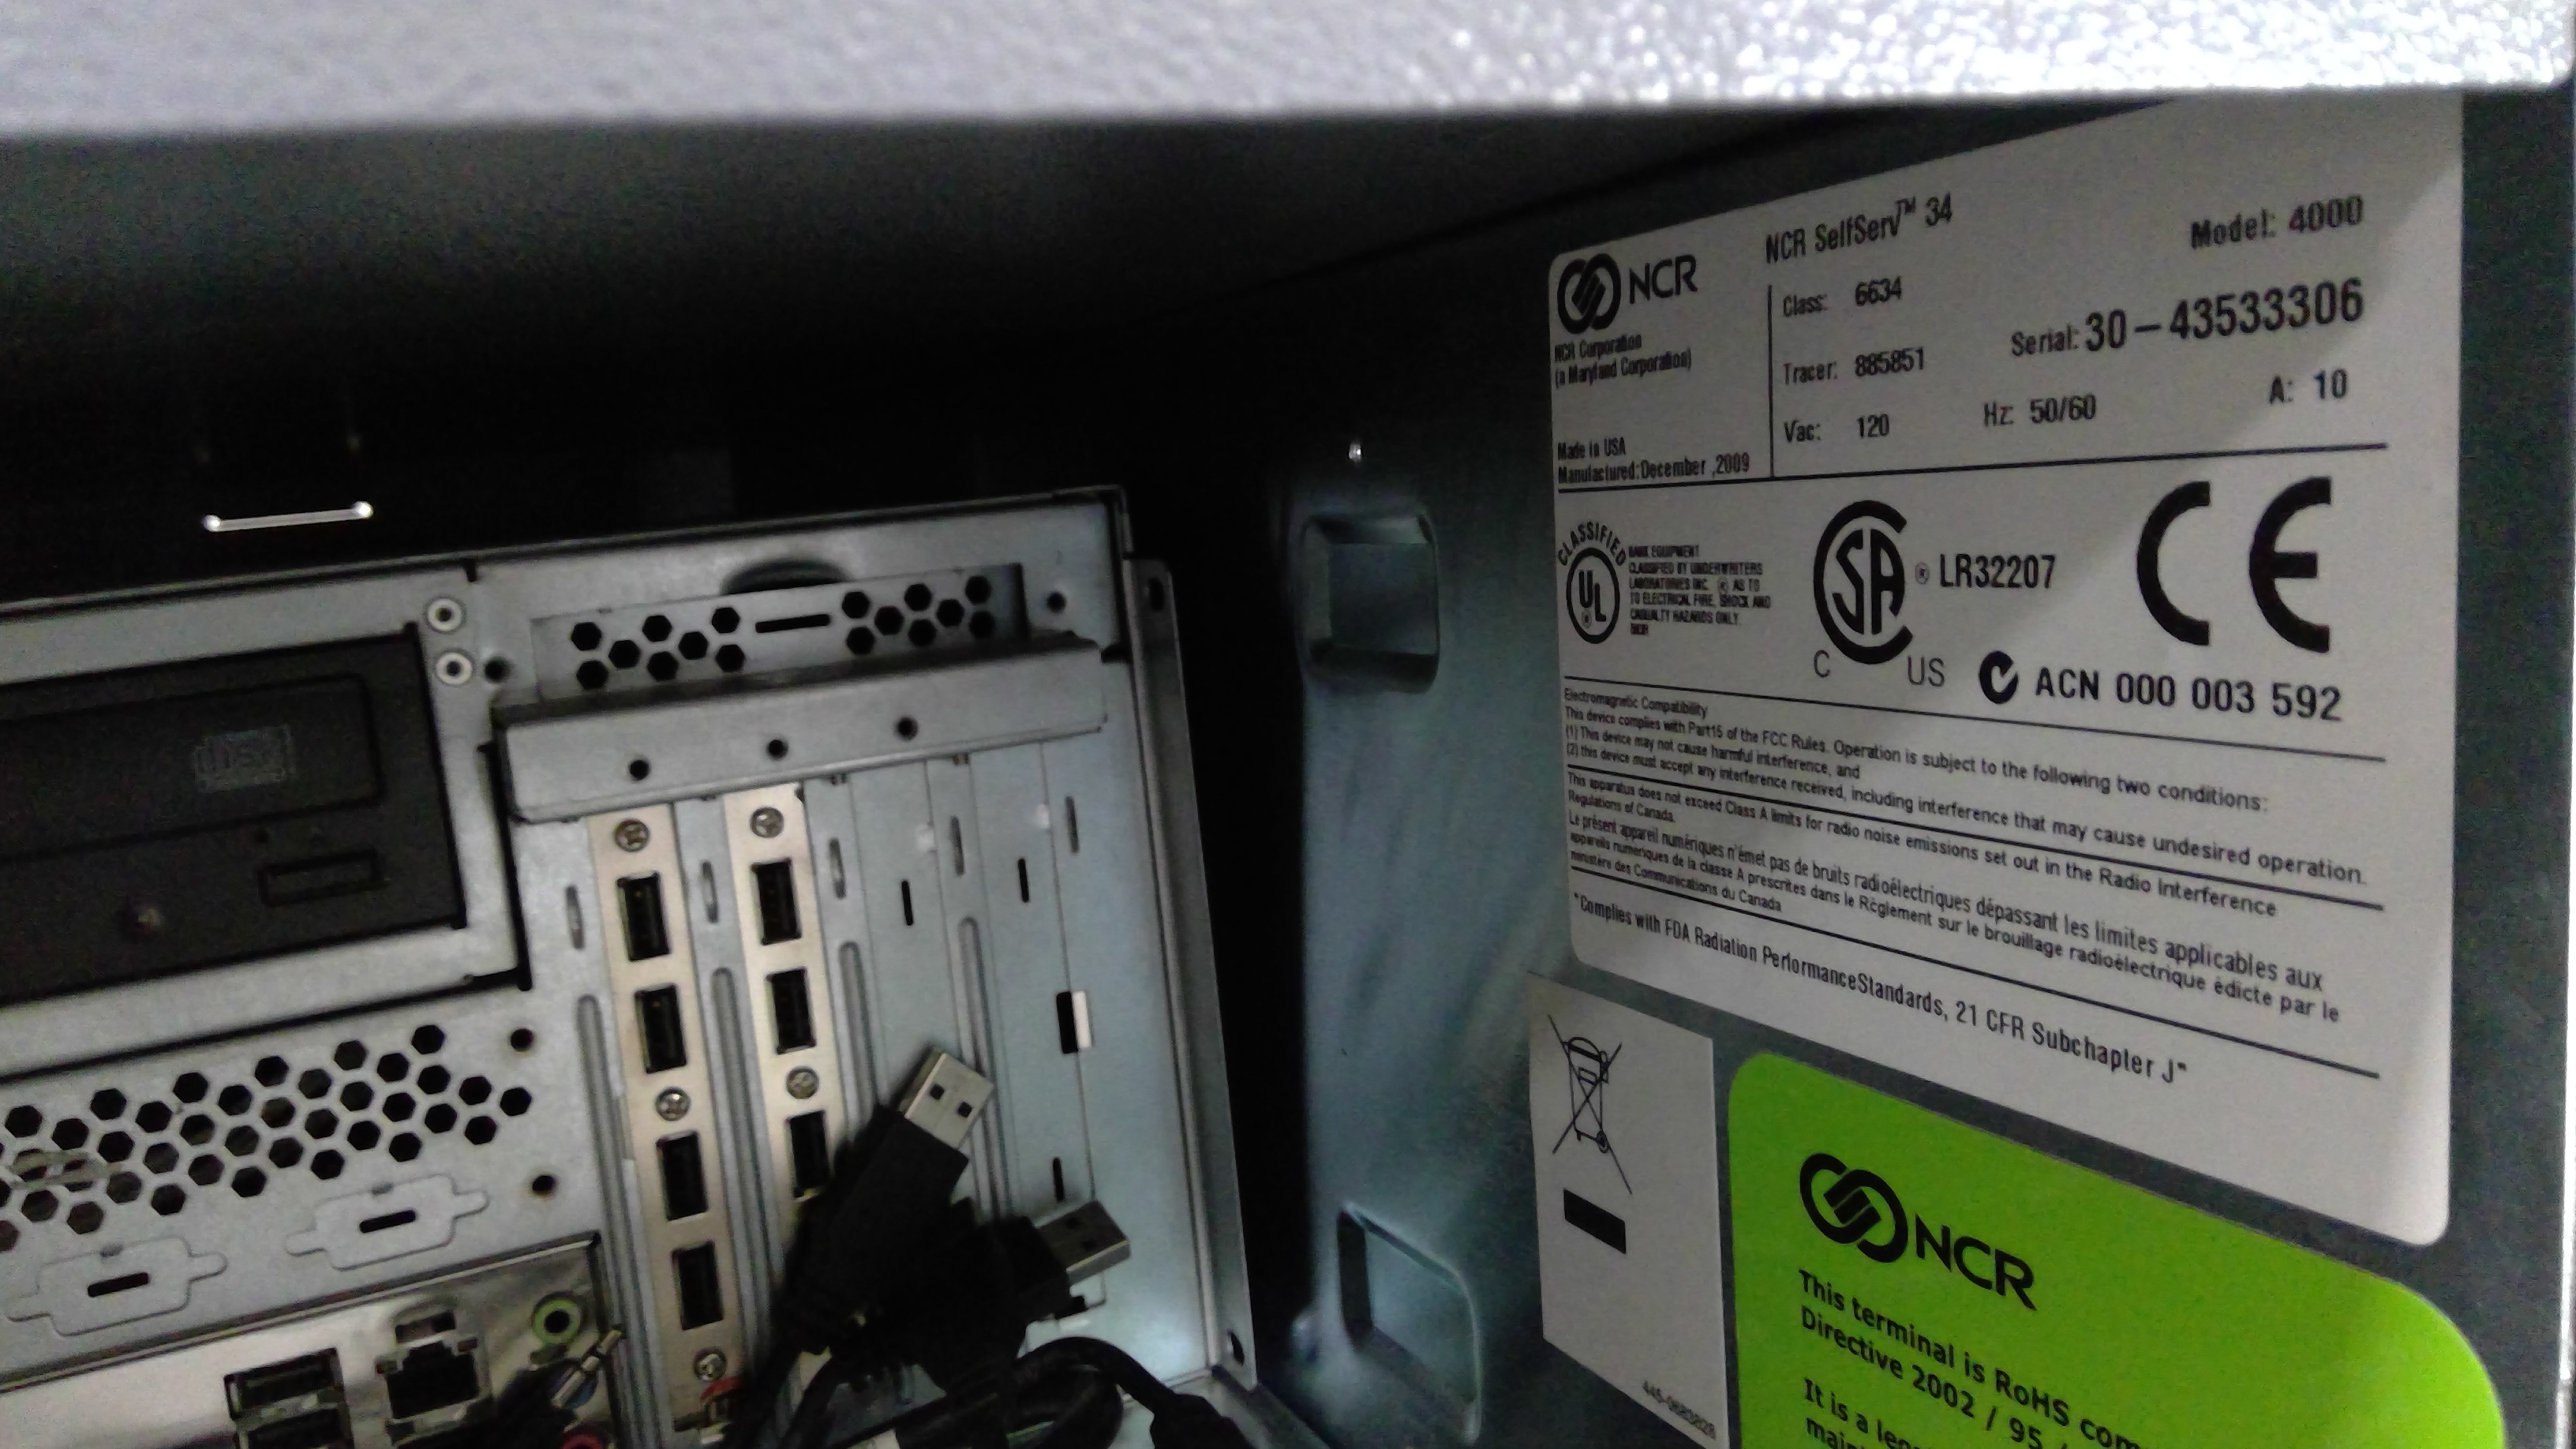 NCR
NCR SelfServ™ 34
Model: 4000
NCR Corporation
(a Maryland Corporation)
Class: 6634
Serial: 30-43533306
Tracer: 885851
Vac: 120
Hz: 50/60
A: 10
Made in USA
Manufactured:December ,2009
CLASSIFIED
UL
BANK EQUIPMENT
CLASSIFIED BY UNDERWRITERS
LABORATORIES INC. ® AS TO
TO ELECTRICAL FIRE, SHOCK AND
CASUALTY HAZARDS ONLY
SA
® LR32207
C US
CE
ACN 000 003 592
Electromagnetic Compatibility
This device complies with Part15 of the FCC Rules. Operation is subject to the following two conditions:
(1) This device may not cause harmful interference, and
(2) this device must accept any interference received, including interference that may cause undesired operation.
This apparatus does not exceed Class A limits for radio noise emissions set out in the Radio Interference
Regulations of Canada.
Le présent appareil numériques n'émet pas de bruits radioélectriques dépassant les limites applicables aux
appareils numeriques de la classe A prescrites dans le Règlement sur le brouillage radioélectrique édicte par le
ministère des Communications du Canada
"Complies with FDA Radiation PerformanceStandards, 21 CFR Subchapter J"
NCR
This terminal is RoHS com
Directive 2002 / 95 /
It is a
disc